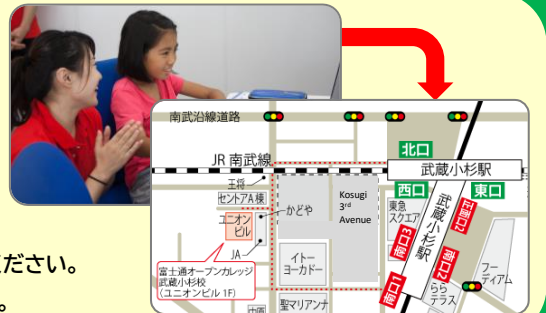 南武沿線道路
北口
JR 南武線
武蔵小杉駅
王将
西口
東口
セントア A 棟
かどや
Kosugi
3rd
Avenue
東急
スクエア
武蔵小杉駅
正面口2
ユニオン
ビル
南口3
JA
南口2
ださい。
富士通オープンカレッジ
武蔵小杉校
(ユニオンビル 1F)
イトー
ヨーカドー
南口1
らら
テラス
フー
ディアム
。
聖マリアンナ